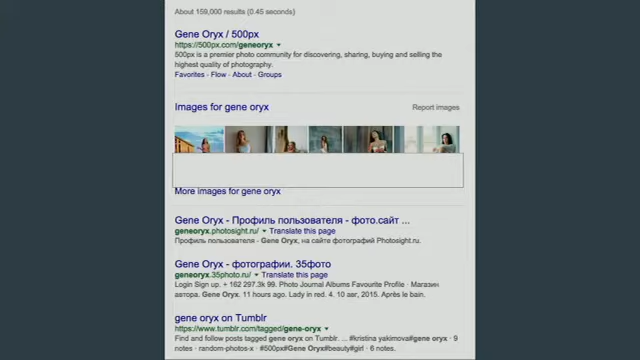 About 159,000 results (0.45 seconds)
Gene Oryx / 500px
https://500px.com/geneoryx
500px is a premier photo community for discovering, sharing, buying and selling the
highest quality of photography.
Favorites - Flow - About - Groups
Images for gene oryx
Report images
More images for gene oryx
Gene Oryx - Профиль пользователя - фото.сайт ...
geneoryx.photosight.ru/ Translate this page
Профиль пользователя - Gene Oryx, на сайте фотографий Photosight.ru.
Gene Oryx - фотографии. 35фото
geneoryx.35photo.ru/ Translate this page
Login Sign up. + 162 297.3k 99. Photo Journal Albums Favourite Profile · Магазин
автора. Gene Oryx. 11 hours ago. Lady in red. 4. 10 авг, 2015. Après le bain.
gene oryx on Tumblr
https://www.tumblr.com/tagged/gene-oryx
Find and follow posts tagged gene oryx on Tumblr. ... #kristina yakimova#gene oryx · 9
notes · random-photos-x · #500px#Gene Oryx#beauty#girl · 6 notes.